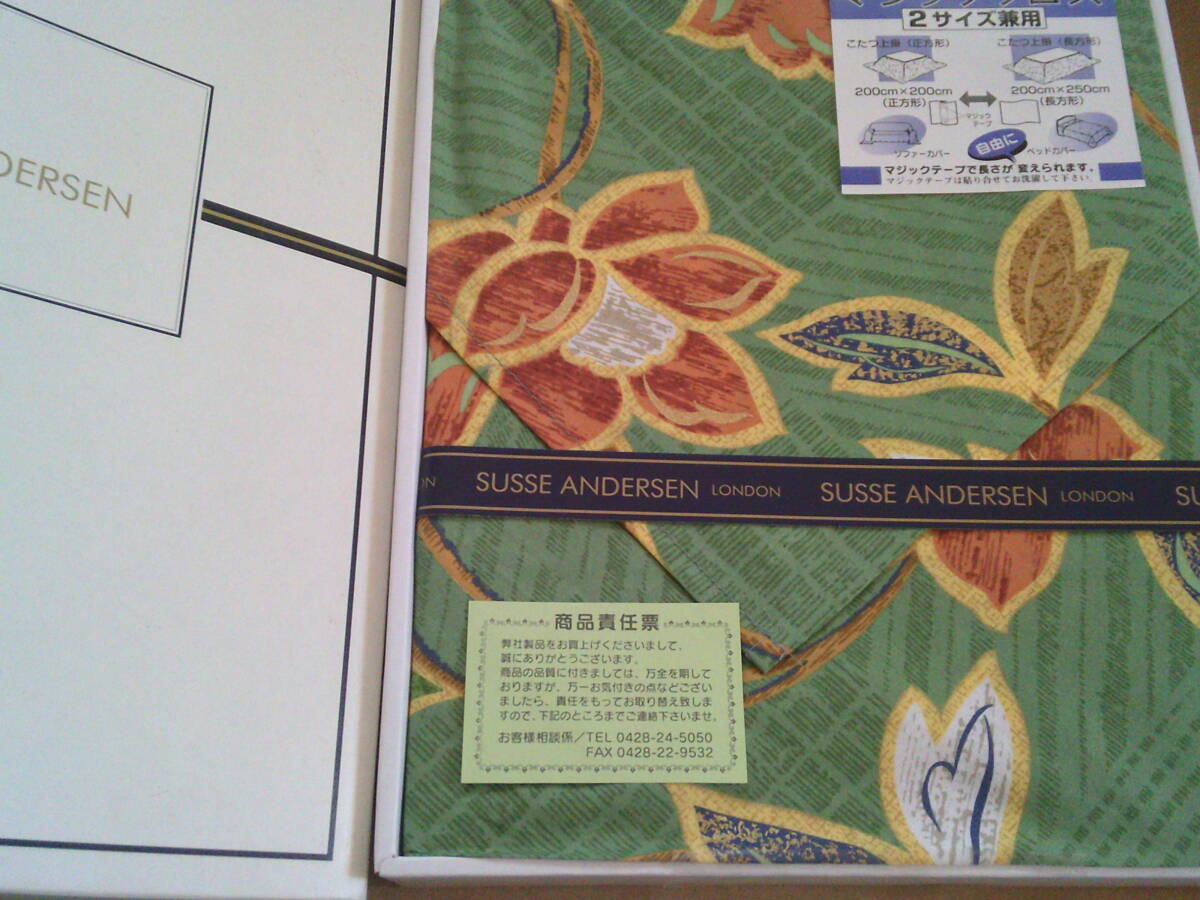 DERSEN
2サイズ兼用
こたつ上掛(正方形)
こたつ上掛(長方形)
200cm×200cm
(正方形)
200cm×250cm
(長方形)
マジック
テープ
ソファーカバー
自由に
ベッドカバー
マジックテープで長さが 変えられます。
マジックテープは貼り合せてお洗濯して下さい。
ON SUSSE ANDERSEN LONDON SUSSE ANDERSEN LONDON SU
商品責任票
弊社製品をお買上げくださいまして、
誠にありがとうございます。
商品の品質に付きましては、万全を期して
おりますが、万一お気付きの点などござい
ましたら、責任をもってお取り替え致しま
すので、下記のところまでご連絡下さいませ。
お客様相談係/TEL 0428-24-5050
FAX 0428-22-9532